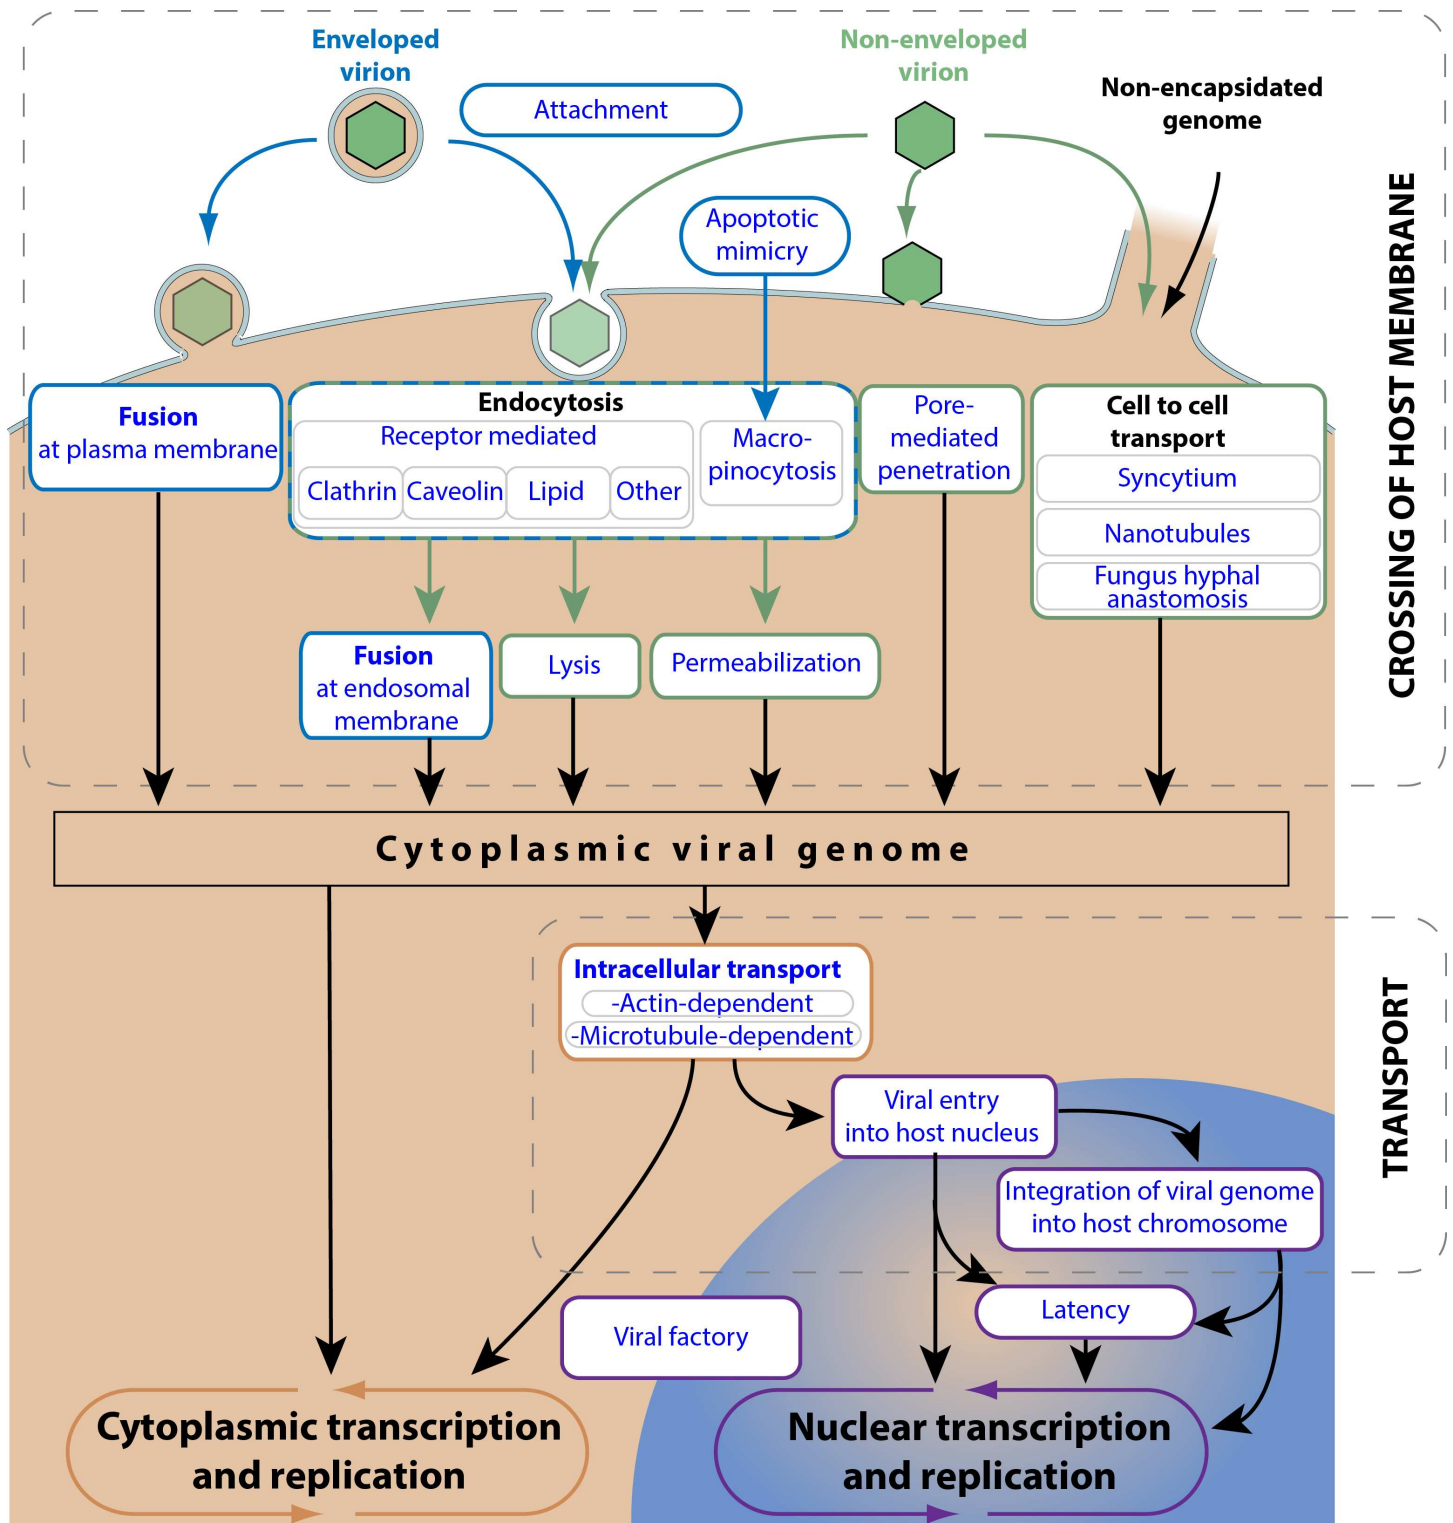 Enveloped
virion
Attachment
Non-enveloped
virion
Non-encapsidated
genome
Apoptotic
mimicry
CROSSING OF HOST MEMBRANE
Fusion
at plasma membrane
Endocytosis
Receptor mediated
Clathrin
Caveolin
Lipid
Other
Macro-
pinocytosis
Pore-
mediated
penetration
Cell to cell
transport
Syncytium
Nanotubules
Fungus hyphal
anastomosis
Fusion
at endosomal
membrane
Lysis
Permeabilization
Cytoplasmic viral genome
TRANSPORT
Intracellular transport
-Actin-dependent
-Microtubule-dependent
Viral entry
into host nucleus
Integration of viral genome
into host chromosome
Latency
Viral factory
Cytoplasmic transcription
and replication
Nuclear transcription
and replication